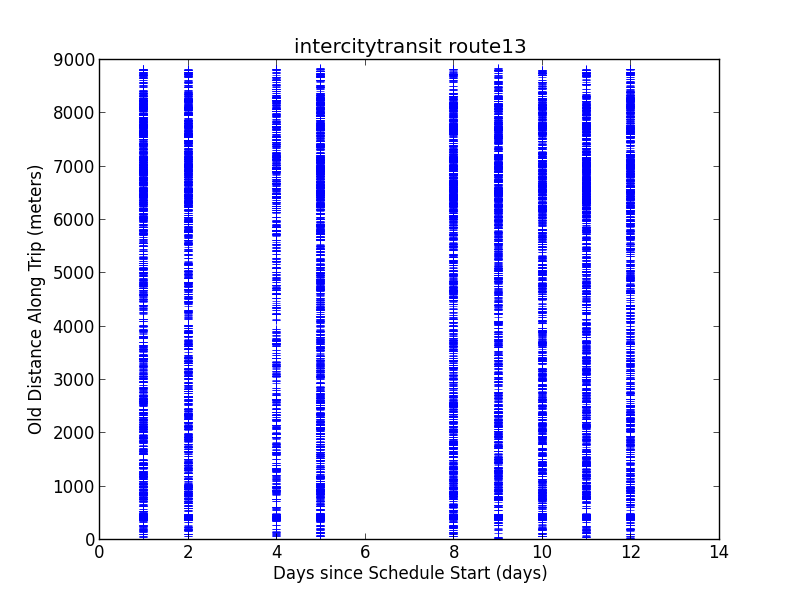 intercitytransit route13
Old Distance Along Trip (meters)
9000
8000
7000
6000
5000
4000
3000
2000
1000
0
0 2 4 6 8 10 12 14
Days since Schedule Start (days)